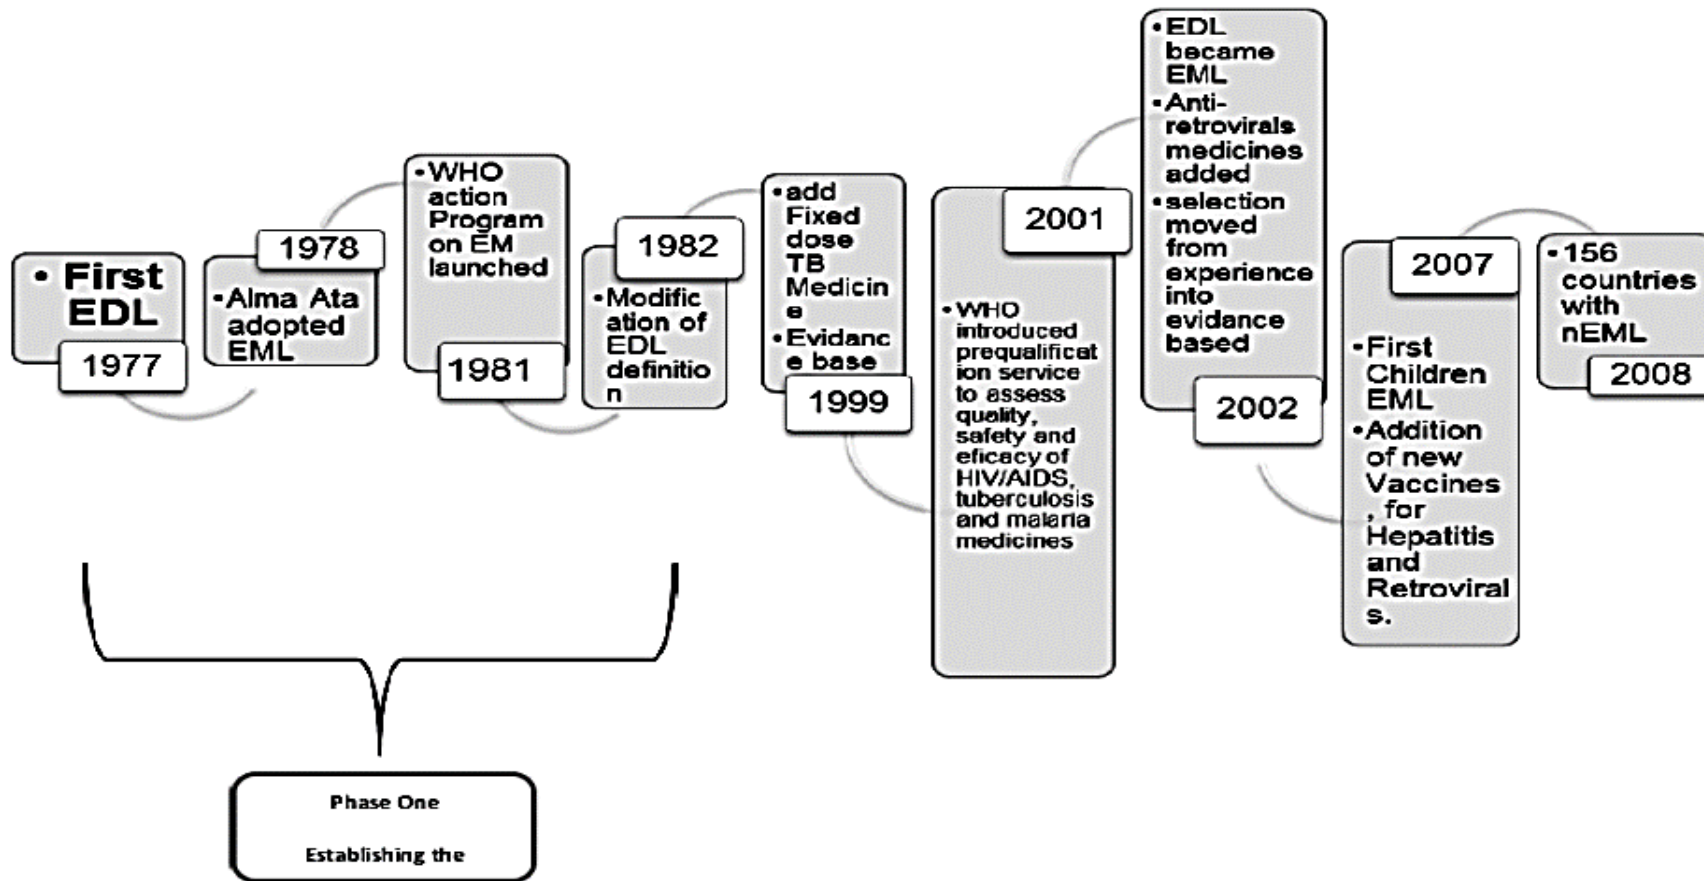 • First
EDL
1977
1978
•Alma Ata
adopted
EML
•WHO
action
Program
on EM
launched
1981
1982
•Modific
ation of
EDL
definitio
n
•add
Fixed
dose
TB
Medicin
e
•Evidanc
e base
1999
2001
•WHO
introduced
prequalificat
ion service
to assess
quality,
safety and
eficacy of
HIV/AIDS,
tuberculosis
and malaria
medicines
•EDL
became
EML
•Anti-
retrovirals
medicines
added
•selection
moved
from
experience
into
evidance
based
2002
2007
•First
Children
EML
•Addition
of new
Vaccines
, for
Hepatitis
and
Retroviral
s.
•156
countries
with
nEML
2008
Phase One
Establishing the